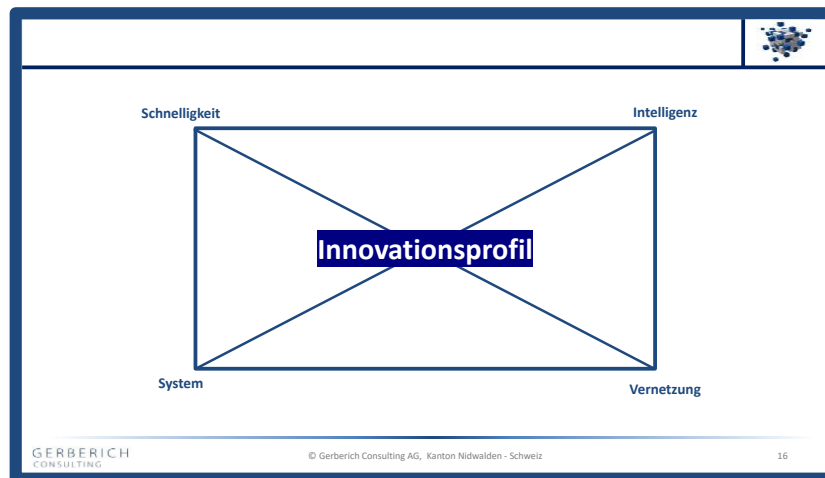 Schnelligkeit
Intelligenz
Innovationsprofil
System
Vernetzung
GERBERICH
CONSULTING
© Gerberich Consulting AG, Kanton Nidwalden - Schweiz
16